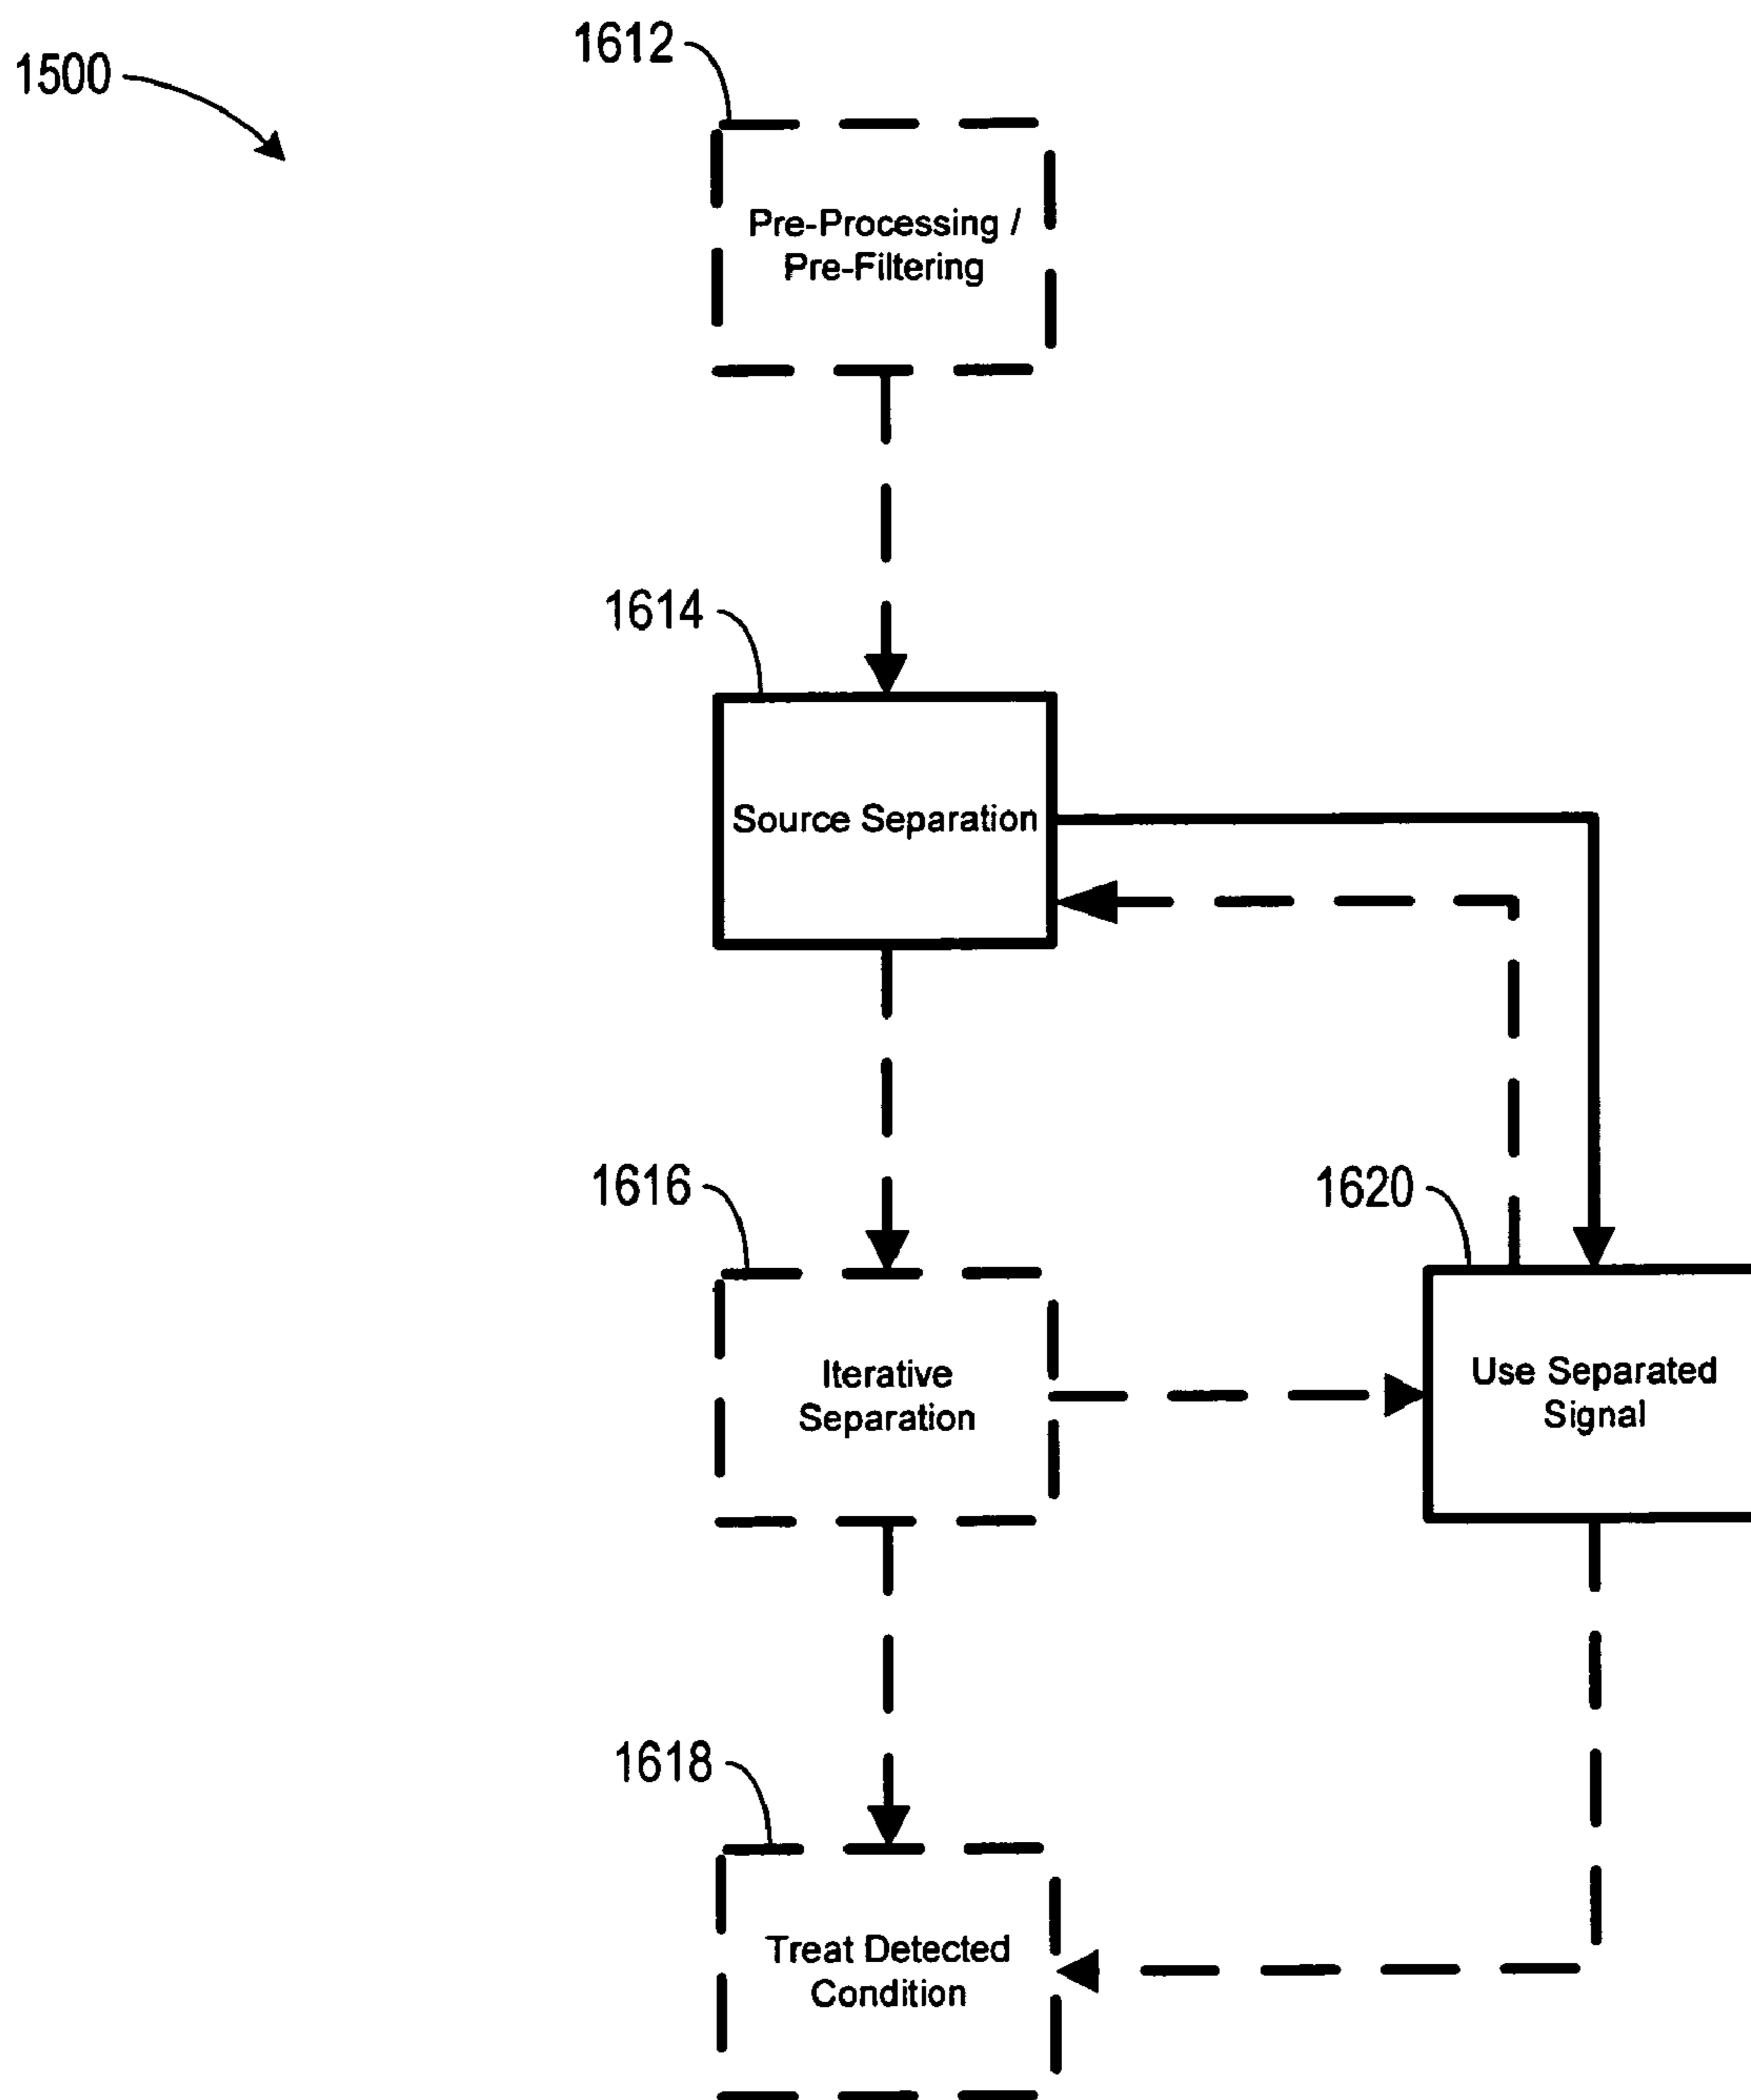 1500
1612
Pre-Processing /
Pre-Filtering
1614
Source Separation
1616
Iterative
Separation
1620
Use Separated
Signal
1618
Treat Detected
Condition